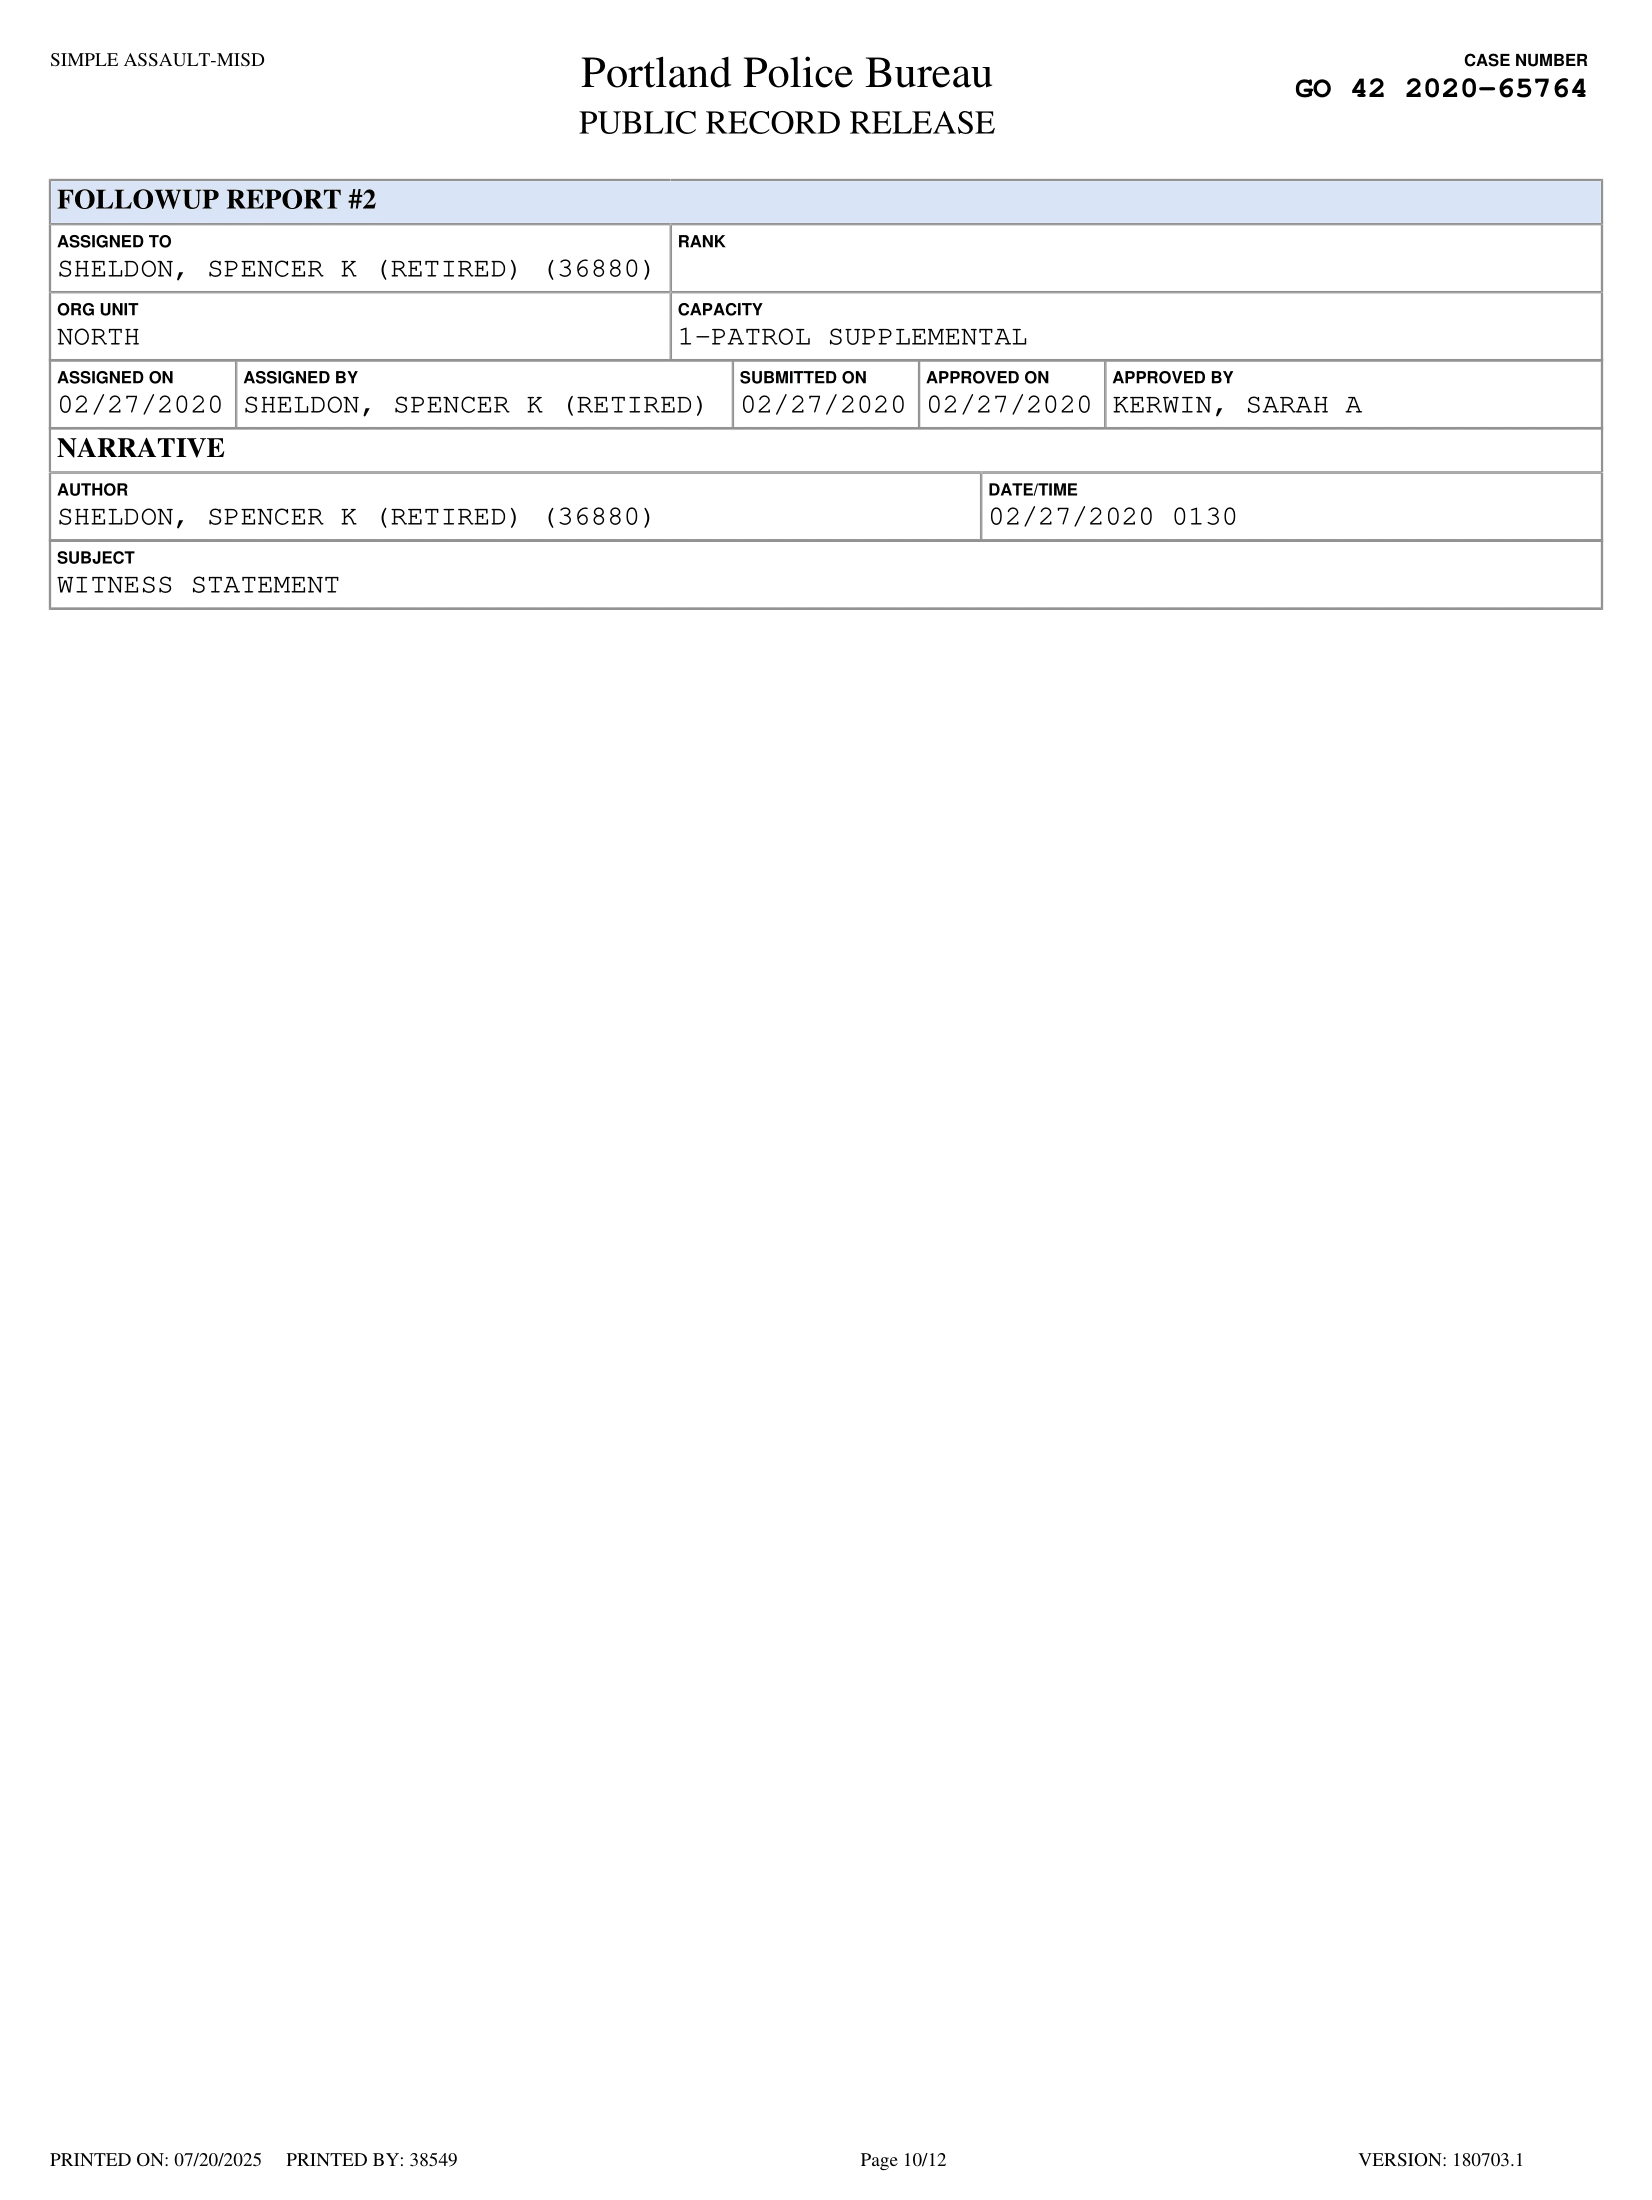 SIMPLE ASSAULT-MISD
Portland Police Bureau
PUBLIC RECORD RELEASE
CASE NUMBER
GO 42 2020-65764
FOLLOWUP REPORT #2
ASSIGNED TO
SHELDON, SPENCER K (RETIRED) (36880)
RANK
ORG UNIT
NORTH
CAPACITY
1-PATROL SUPPLEMENTAL
ASSIGNED ON
02/27/2020
ASSIGNED BY
SHELDON, SPENCER K (RETIRED)
SUBMITTED ON
02/27/2020
APPROVED ON
02/27/2020
APPROVED BY
KERWIN, SARAH A
NARRATIVE
AUTHOR
SHELDON, SPENCER K (RETIRED) (36880)
DATE/TIME
02/27/2020 0130
SUBJECT
WITNESS STATEMENT
PRINTED ON: 07/20/2025 PRINTED BY: 38549
Page 10/12
VERSION: 180703.1